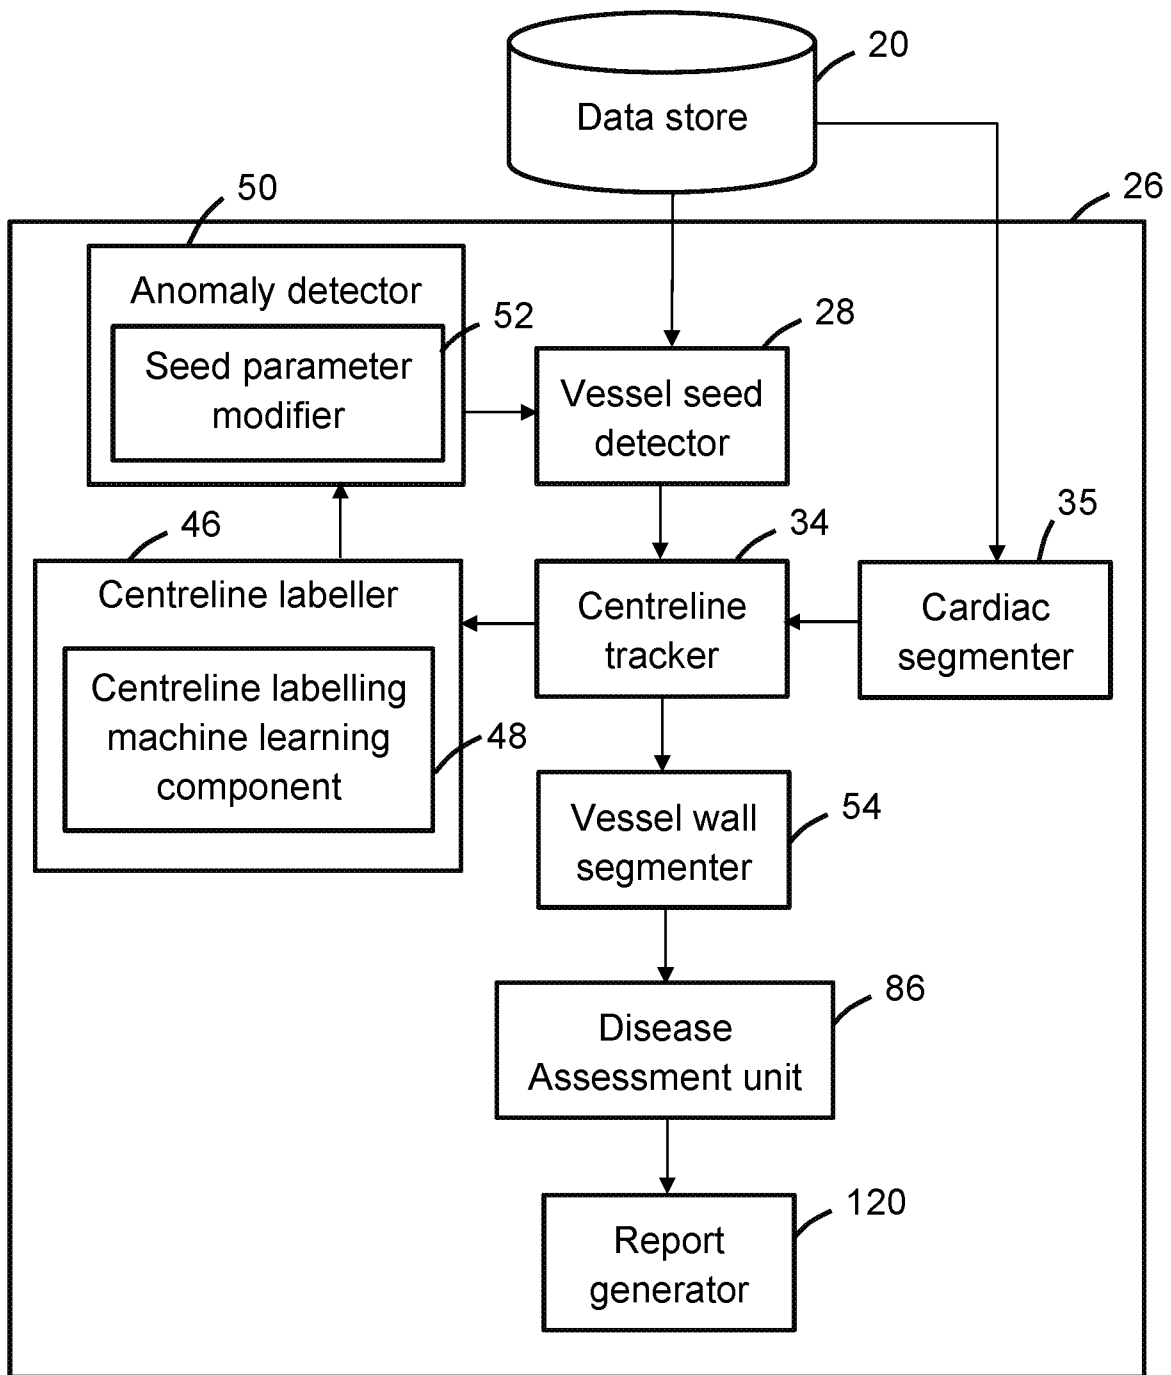 20
Data store
50
26
Anomaly detector
52
28
Seed parameter
modifier
Vessel seed
detector
46
34
35
Centreline labeller
Centreline
tracker
Cardiac
segmenter
Centreline labelling
machine learning
component
48
54
Vessel wall
segmenter
86
Disease
Assessment unit
120
Report
generator